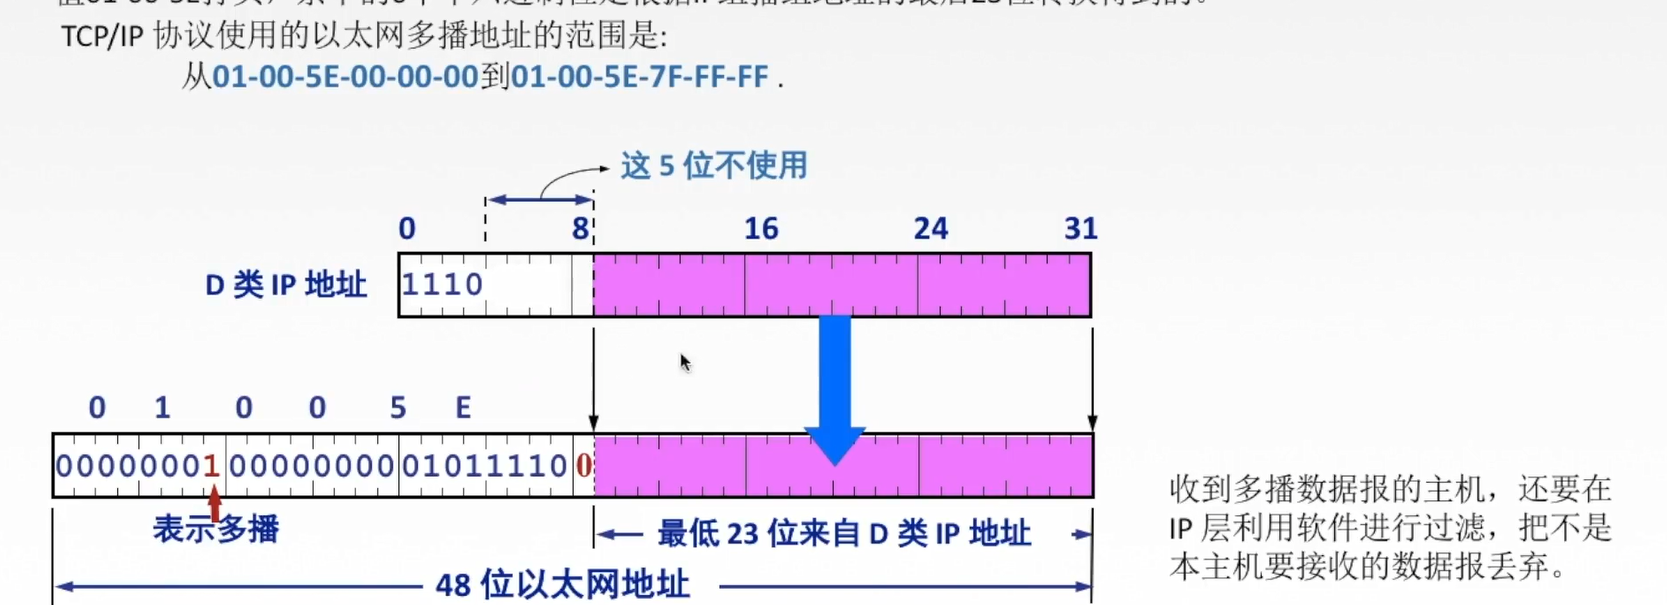 TCP/IP 协议使用的以太网多播地址的范围是:
从01-00-5E-00-00-00到01-00-5E-7F-FF-FF .
这 5 位不使用
0 8 16 24 31
D 类 IP 地址 1110
0 1 0 0 5 E
00000001 00000000 01011110 0
表示多播
最低 23 位来自 D 类 IP 地址
48 位以太网地址
收到多播数据报的主机，还要在
IP 层利用软件进行过滤，把不是
本主机要接收的数据报丢弃。